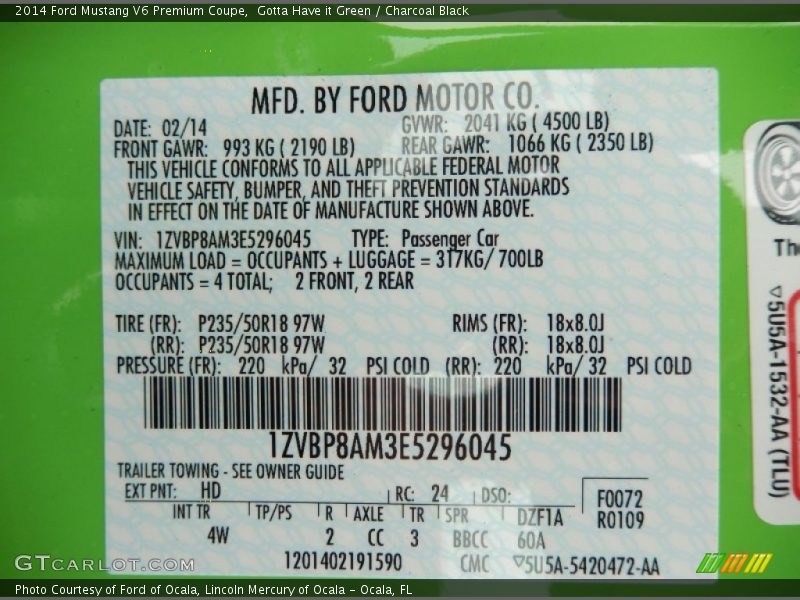 2014 Ford Mustang V6 Premium Coupe,  Gotta Have it Green / Charcoal Black
MFD. BY FORD MOTOR CO.
DATE: 02/14 GVWR: 2041 KG ( 4500 LB)
FRONT GAWR: 993 KG ( 2190 LB) REAR GAWR: 1066 KG ( 2350 LB)
THIS VEHICLE CONFORMS TO ALL APPLICABLE FEDERAL MOTOR
VEHICLE SAFETY, BUMPER, AND THEFT PREVENTION STANDARDS
IN EFFECT ON THE DATE OF MANUFACTURE SHOWN ABOVE.
VIN: 1ZVBP8AM3E5296045 TYPE: Passenger Car
MAXIMUM LOAD = OCCUPANTS + LUGGAGE = 317KG/ 700LB
OCCUPANTS = 4 TOTAL; 2 FRONT, 2 REAR
TIRE (FR): P235/50R18 97W RIMS (FR): 18x8.0J
(RR): P235/50R18 97W (RR): 18x8.0J
PRESSURE (FR): 220 kPa/ 32 PSI COLD (RR): 220 kPa/ 32 PSI COLD
1ZVBP8AM3E5296045
TRAILER TOWING - SEE OWNER GUIDE
EXT PNT: HD RC: 24 DSO: F0072
INT TR TP/PS R AXLE TR SPR DZF1A R0109
4W 2 CC 3 BBCC 60A
1201402191590 CMC ▽5U5A-5420472-AA
The
▽5U5A-1532-AA (TLU)
GTCARLOT.COM
Photo Courtesy of Ford of Ocala, Lincoln Mercury of Ocala - Ocala, FL